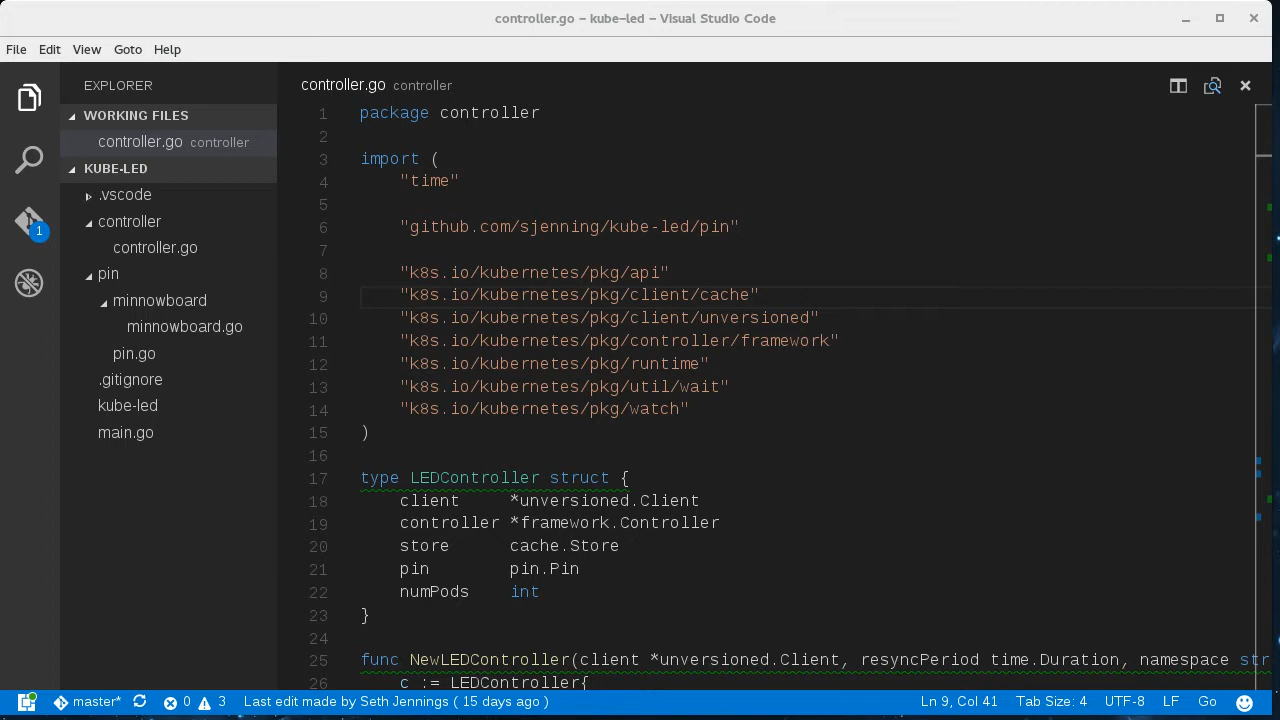 controller.go - kube-led - Visual Studio Code
File Edit View Goto Help
EXPLORER
WORKING FILES
controller.go controller
KUBE-LED
.vscode
controller
controller.go
pin
minnowboard
minnowboard.go
pin.go
.gitignore
kube-led
main.go
1
controller.go controller
1 package controller
2
3 import (
4 "time"
5
6 "github.com/sjenning/kube-led/pin"
7
8 "k8s.io/kubernetes/pkg/api"
9 "k8s.io/kubernetes/pkg/client/cache"
10 "k8s.io/kubernetes/pkg/client/unversioned"
11 "k8s.io/kubernetes/pkg/controller/framework"
12 "k8s.io/kubernetes/pkg/runtime"
13 "k8s.io/kubernetes/pkg/util/wait"
14 "k8s.io/kubernetes/pkg/watch"
15 )
16
17 type LEDController struct {
18 client *unversioned.Client
19 controller *framework.Controller
20 store cache.Store
21 pin pin.Pin
22 numPods int
23 }
24
25 func NewLEDController(client *unversioned.Client, resyncPeriod time.Duration, namespace str
26 c := LEDController{
master* 0 3 Last edit made by Seth Jennings ( 15 days ago ) Ln 9, Col 41 Tab Size: 4 UTF-8 LF Go